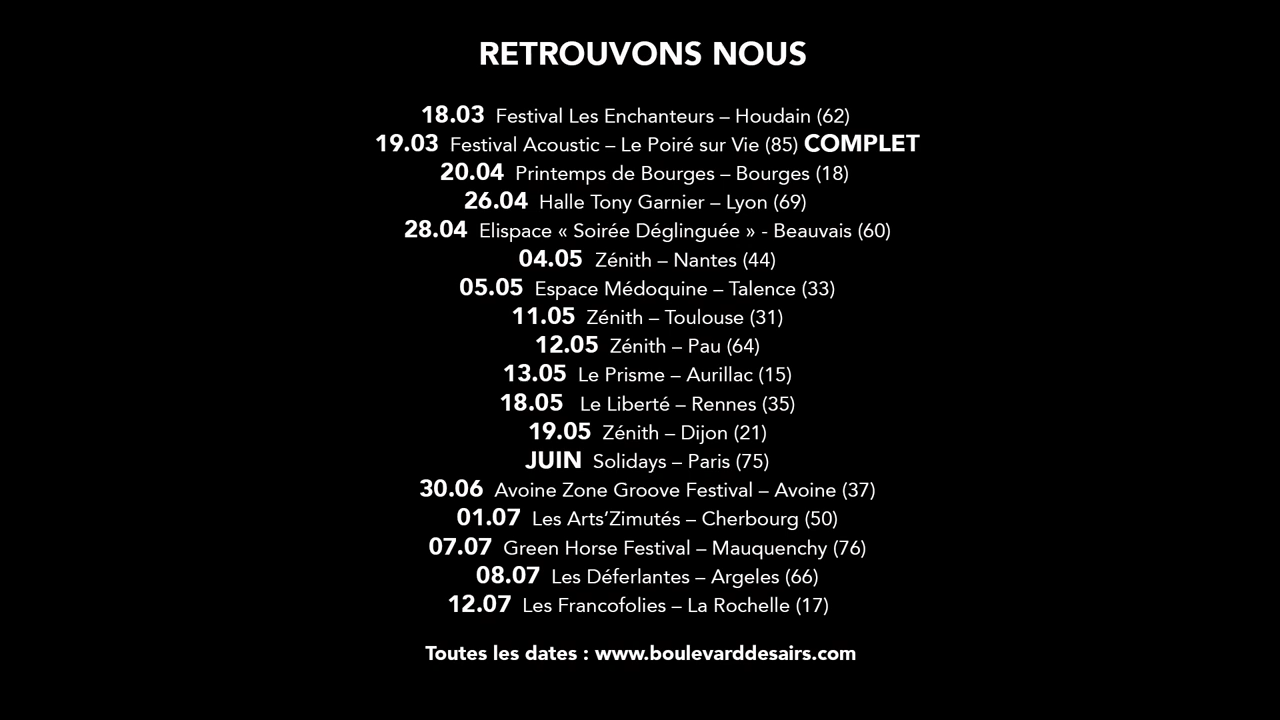 RETROUVONS NOUS
18.03 Festival Les Enchanteurs – Houdain (62)
19.03 Festival Acoustic – Le Poiré sur Vie (85) COMPLET
20.04 Printemps de Bourges – Bourges (18)
26.04 Halle Tony Garnier – Lyon (69)
28.04 Elispace « Soirée Déglinguée » - Beauvais (60)
04.05 Zénith – Nantes (44)
05.05 Espace Médoquine – Talence (33)
11.05 Zénith – Toulouse (31)
12.05 Zénith – Pau (64)
13.05 Le Prisme – Aurillac (15)
18.05 Le Liberté – Rennes (35)
19.05 Zénith – Dijon (21)
JUIN Solidays – Paris (75)
30.06 Avoine Zone Groove Festival – Avoine (37)
01.07 Les Arts’Zimutés – Cherbourg (50)
07.07 Green Horse Festival – Mauquenchy (76)
08.07 Les Déferlantes – Argeles (66)
12.07 Les Francofolies – La Rochelle (17)
Toutes les dates : www.boulevarddesairs.com